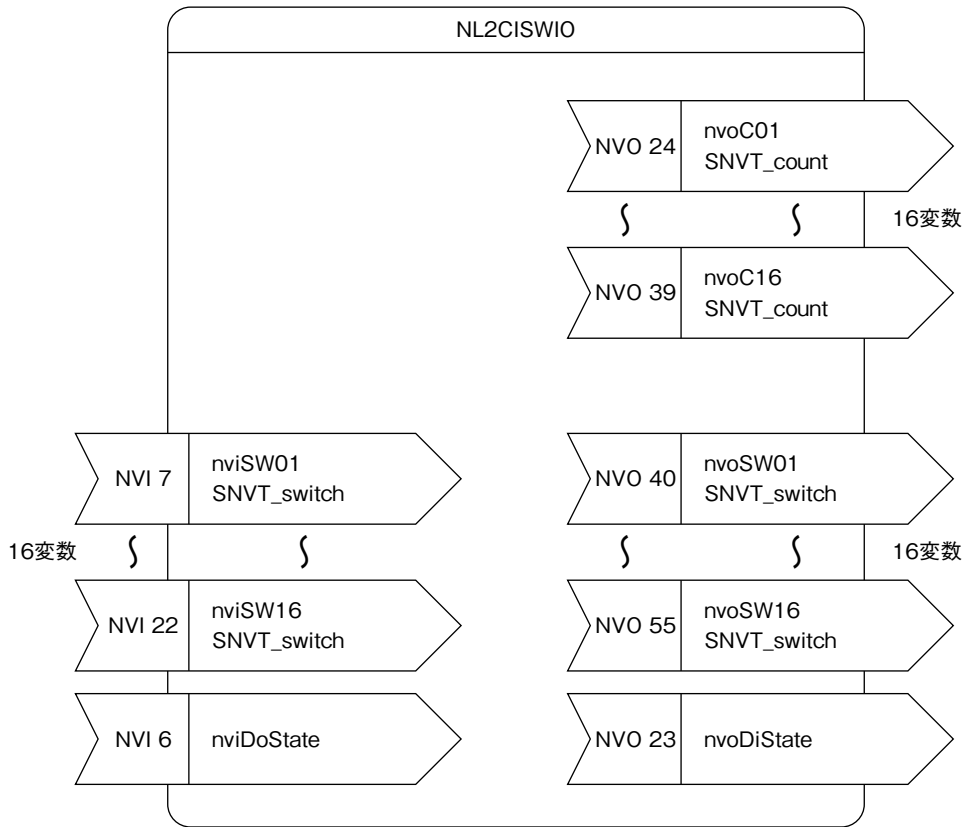 NL2CISWIO
NVO 24
nvoC01
SNVT_count
16変数
NVO 39
nvoC16
SNVT_count
NVI 7
nviSW01
SNVT_switch
NVO 40
nvoSW01
SNVT_switch
16変数
16変数
NVI 22
nviSW16
SNVT_switch
NVO 55
nvoSW16
SNVT_switch
NVI 6
nviDoState
NVO 23
nvoDiState